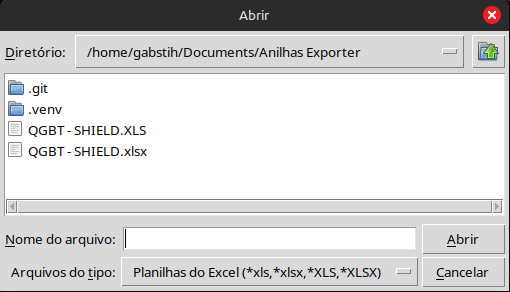 Abrir
Diretório: /home/gabstih/Documents/Anilhas Exporter
.git
.venv
QGBT - SHIELD.XLS
QGBT - SHIELD.xlsx
Nome do arquivo: Abrir
Arquivos do tipo: Planilhas do Excel (*xls,*xlsx,*XLS,*XLSX) Cancelar